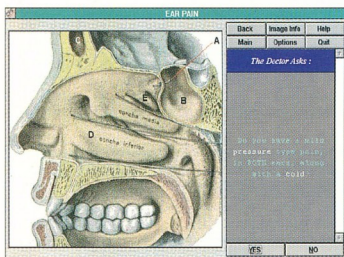 EAR PAIN
Back Image Info Help
Main Options Quit
The Doctor Asks :
A
C
E
B
concha media
D
concha inferior
Do you have a mild
pressure type pain,
in BOTH ears, along
with a cold
YES NO